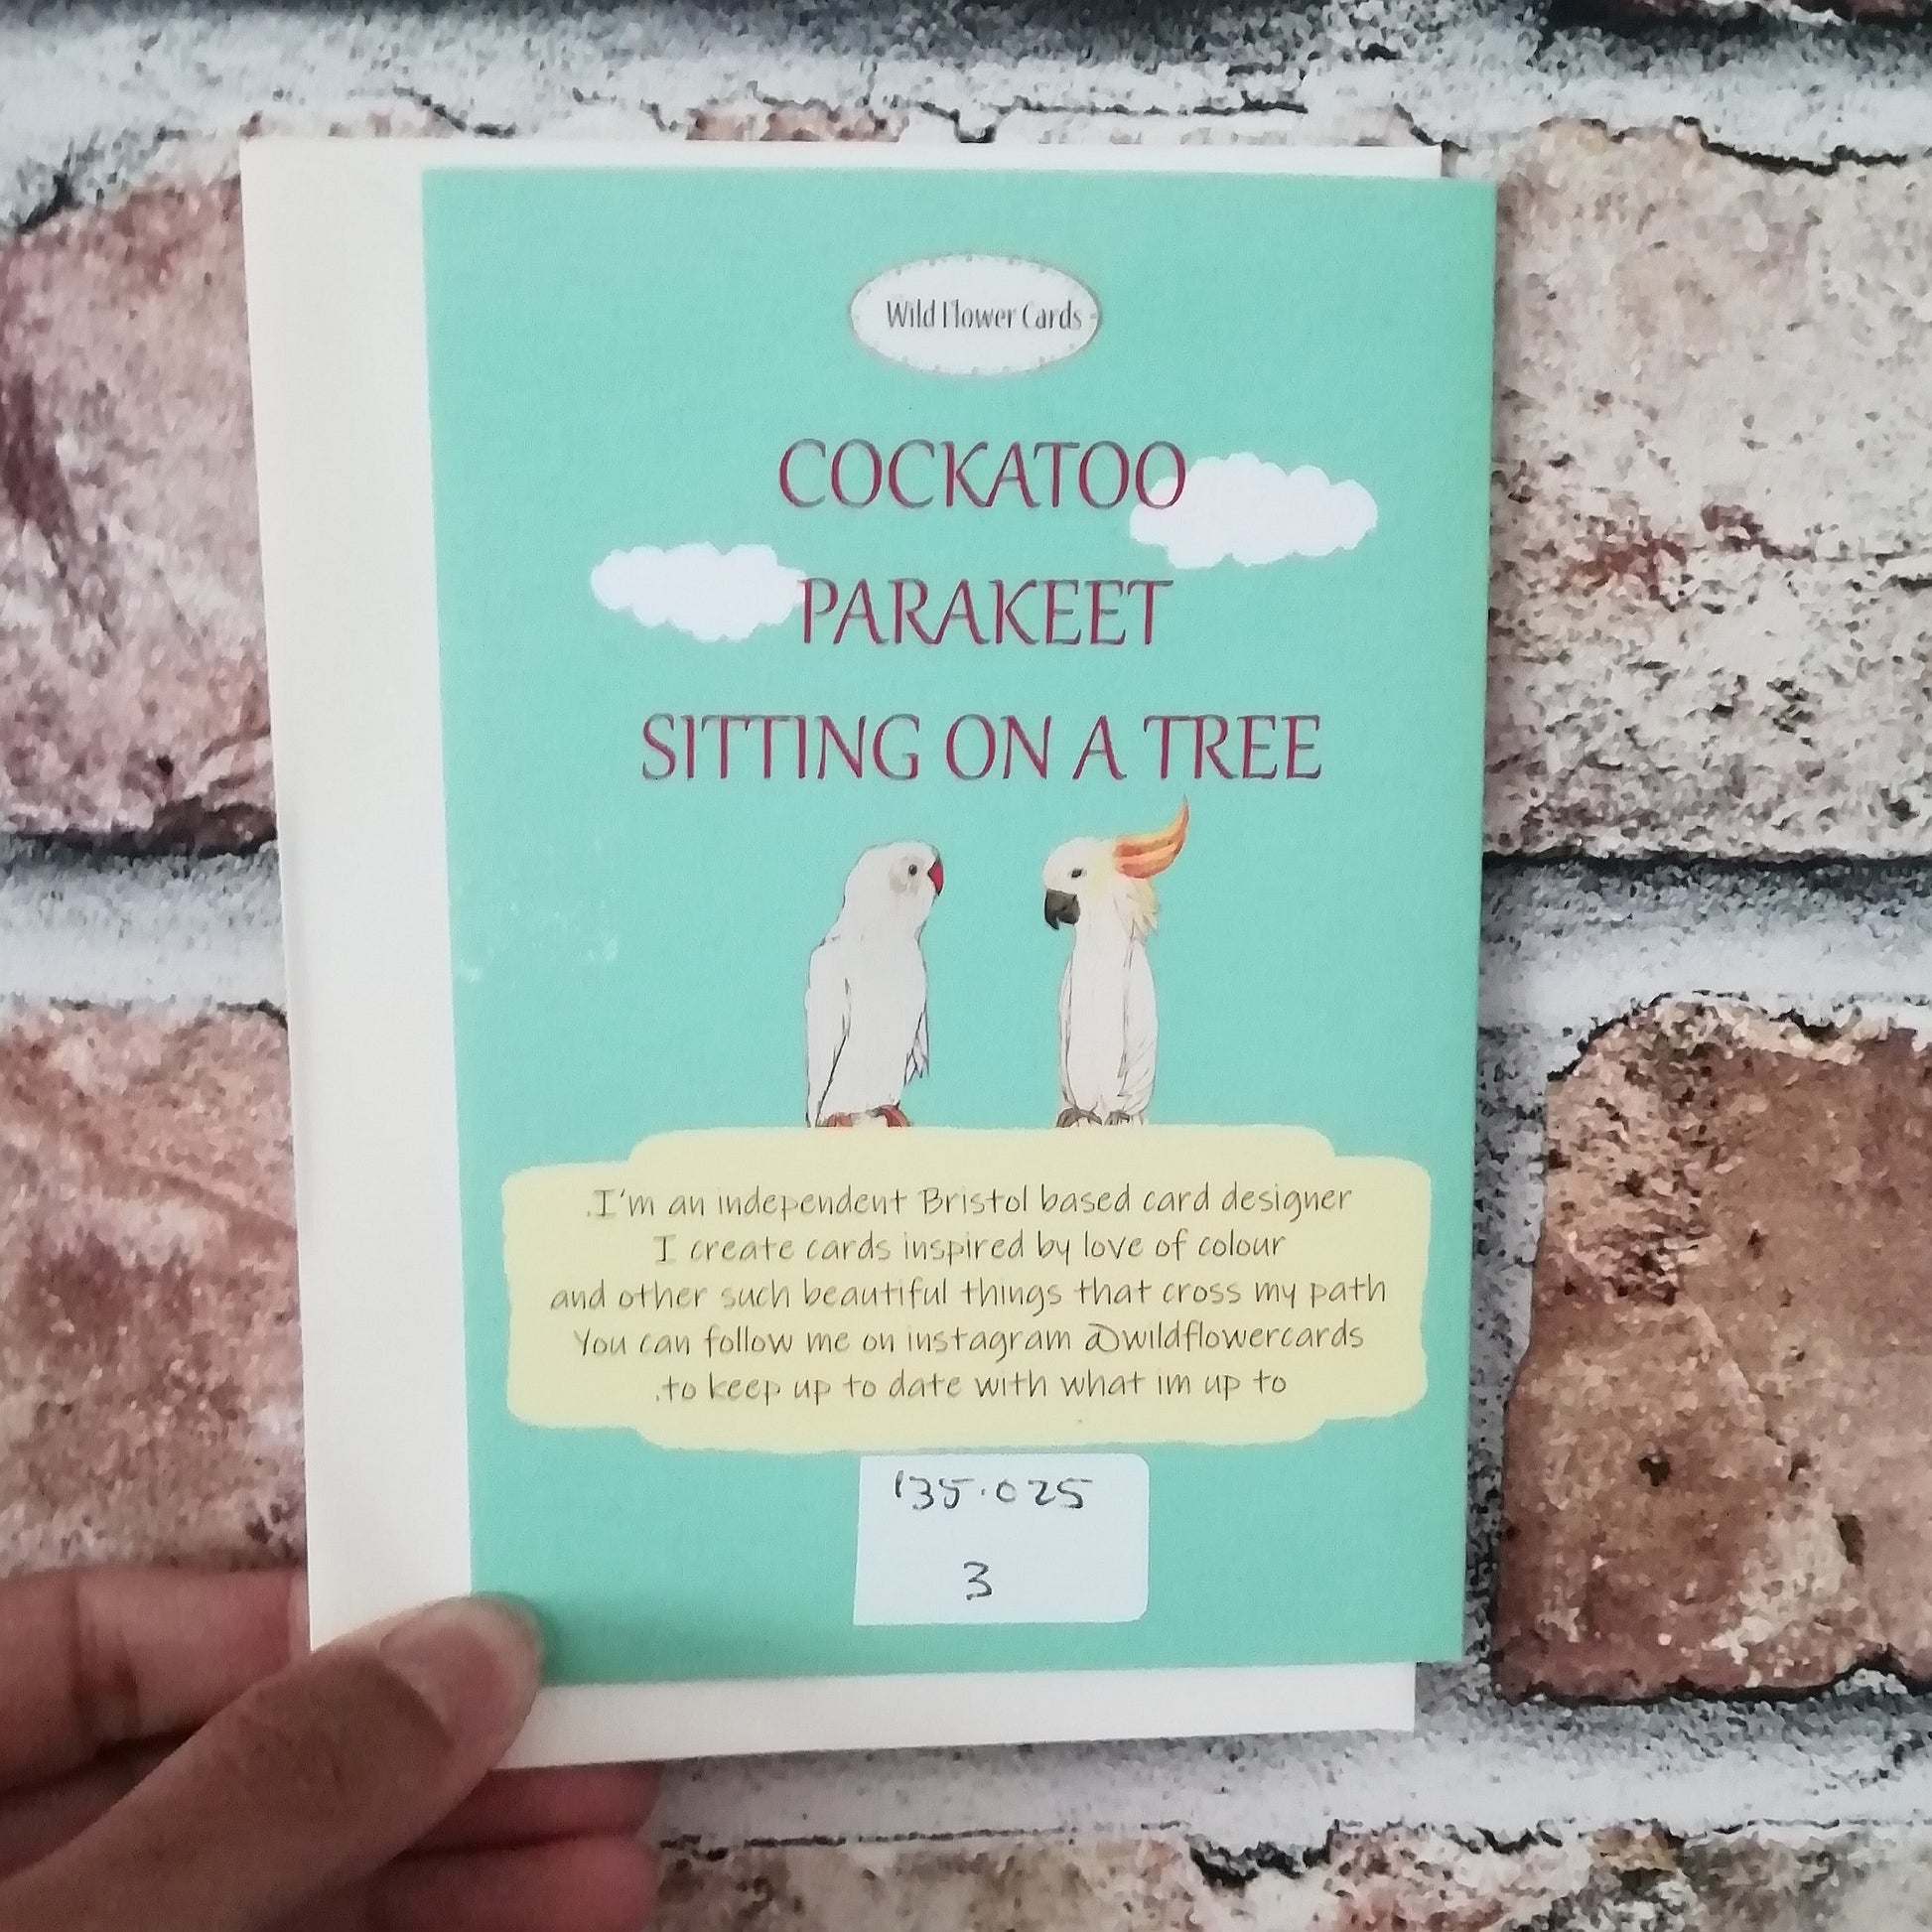 Wild Flower Cards
COCKATOO
PARAKEET
SITTING ON A TREE
.I'm an independent Bristol based card designer
I create cards inspired by love of colour
and other such beautiful things that cross my path
You can follow me on instagram @wildflowercards
.to keep up to date with what im up to
135.025
3